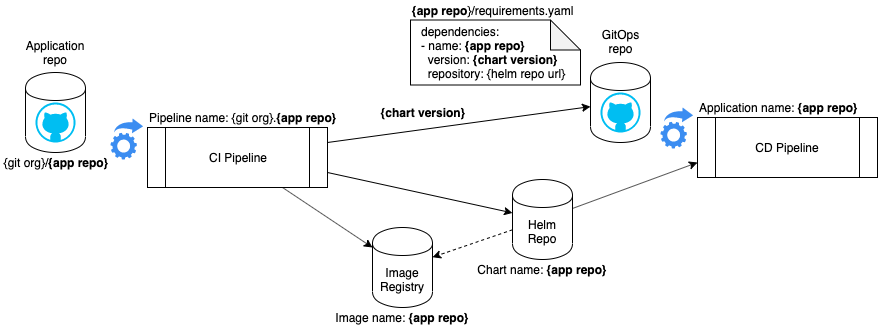 {app repo}/requirements.yaml
dependencies:
- name: {app repo}
version: {chart version}
repository: {helm repo url}
GitOps
repo
Application
repo
{git org}/{app repo}
Pipeline name: {git org}.{app repo}
CI Pipeline
{chart version}
Application name: {app repo}
CD Pipeline
Helm
Repo
Chart name: {app repo}
Image
Registry
Image name: {app repo}